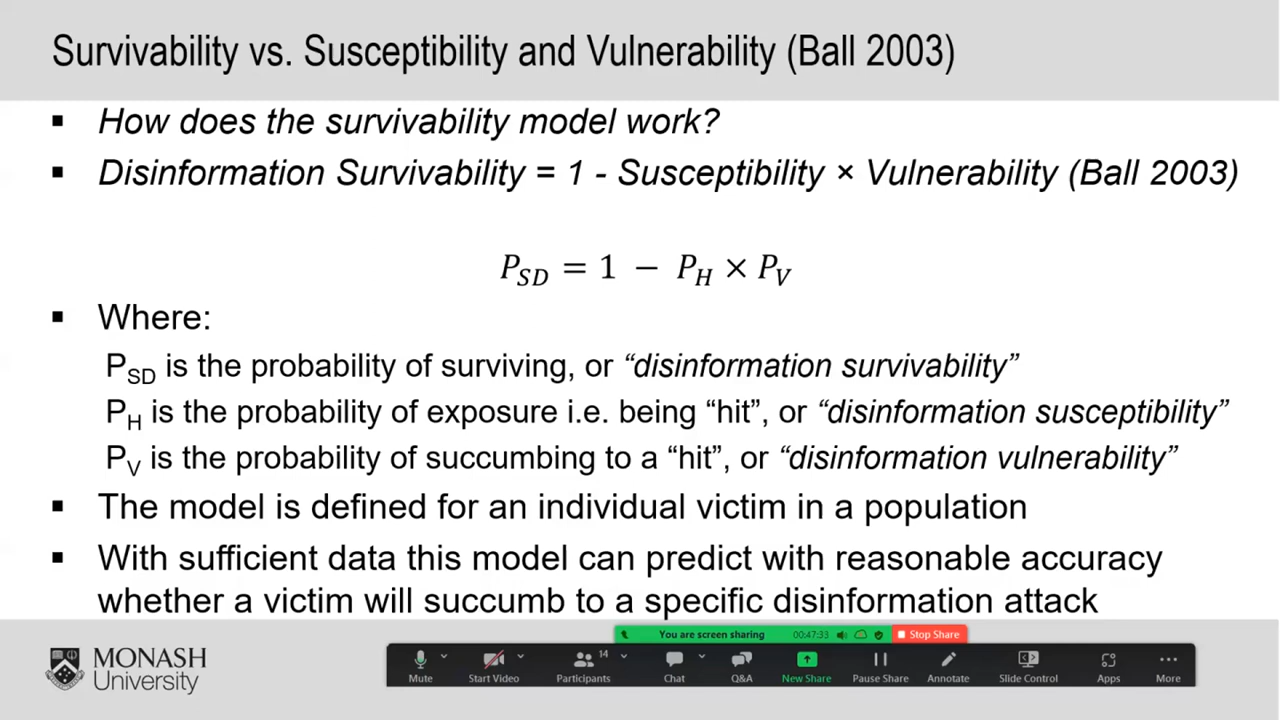 Survivability vs. Susceptibility and Vulnerability (Ball 2003)
▪ How does the survivability model work?
▪ Disinformation Survivability = 1 - Susceptibility × Vulnerability (Ball 2003)
P_SD = 1 − P_H × P_V
▪ Where:
P_SD is the probability of surviving, or “disinformation survivability”
P_H is the probability of exposure i.e. being “hit”, or “disinformation susceptibility”
P_V is the probability of succumbing to a “hit”, or “disinformation vulnerability”
▪ The model is defined for an individual victim in a population
▪ With sufficient data this model can predict with reasonable accuracy
whether a victim will succumb to a specific disinformation attack
You are screen sharing 00:47:33 Stop Share
MONASH
University
14
Mute Start Video Participants Chat Q&A New Share Pause Share Annotate Slide Control Apps More